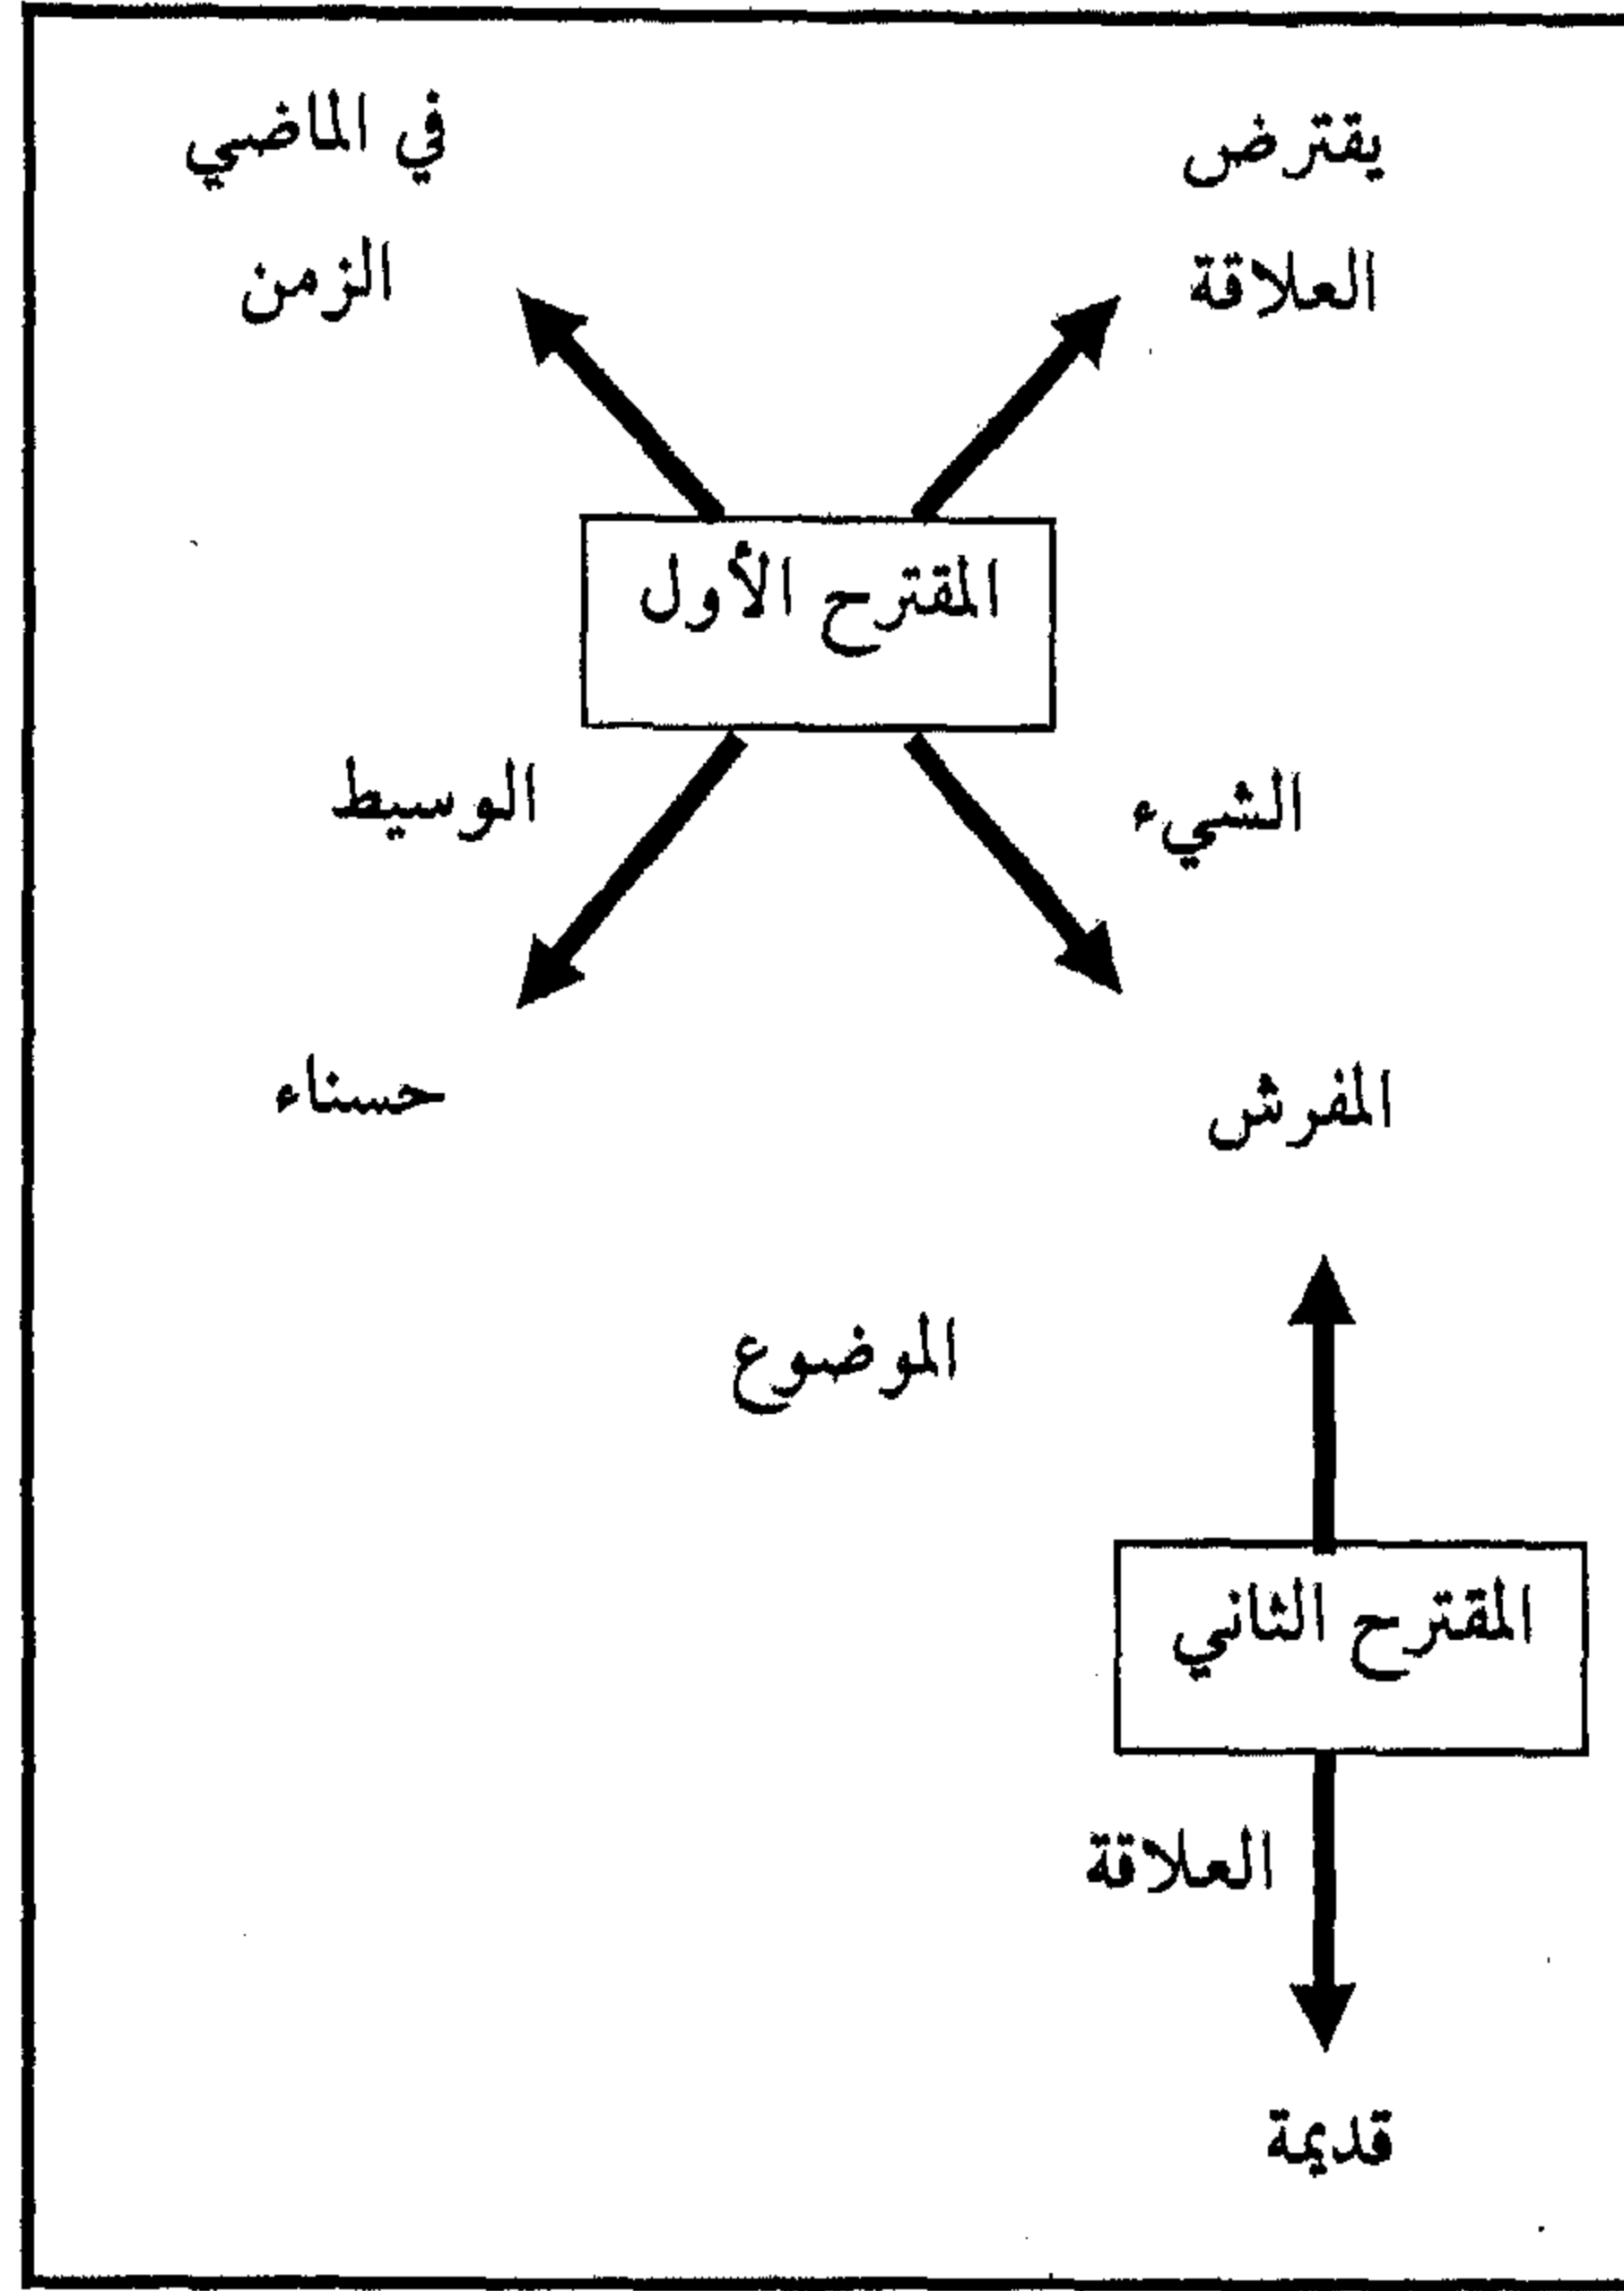 يقترض
في الماضي
العلاقة
الزمن
المقترح الأول
الشيء
الوسيط
المفرش
حسناء
الموضوع
المقترح الثاني
العلاقة
قديمة